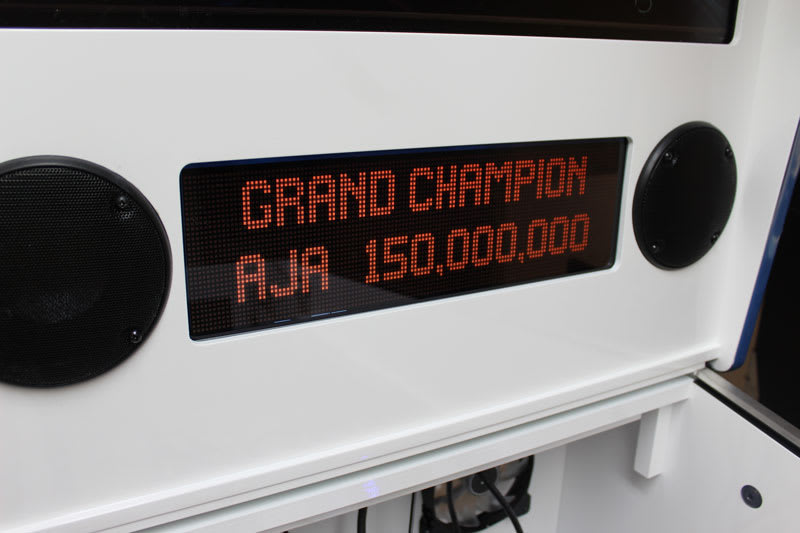 GRAND CHAMPION
AJA 150,000,000